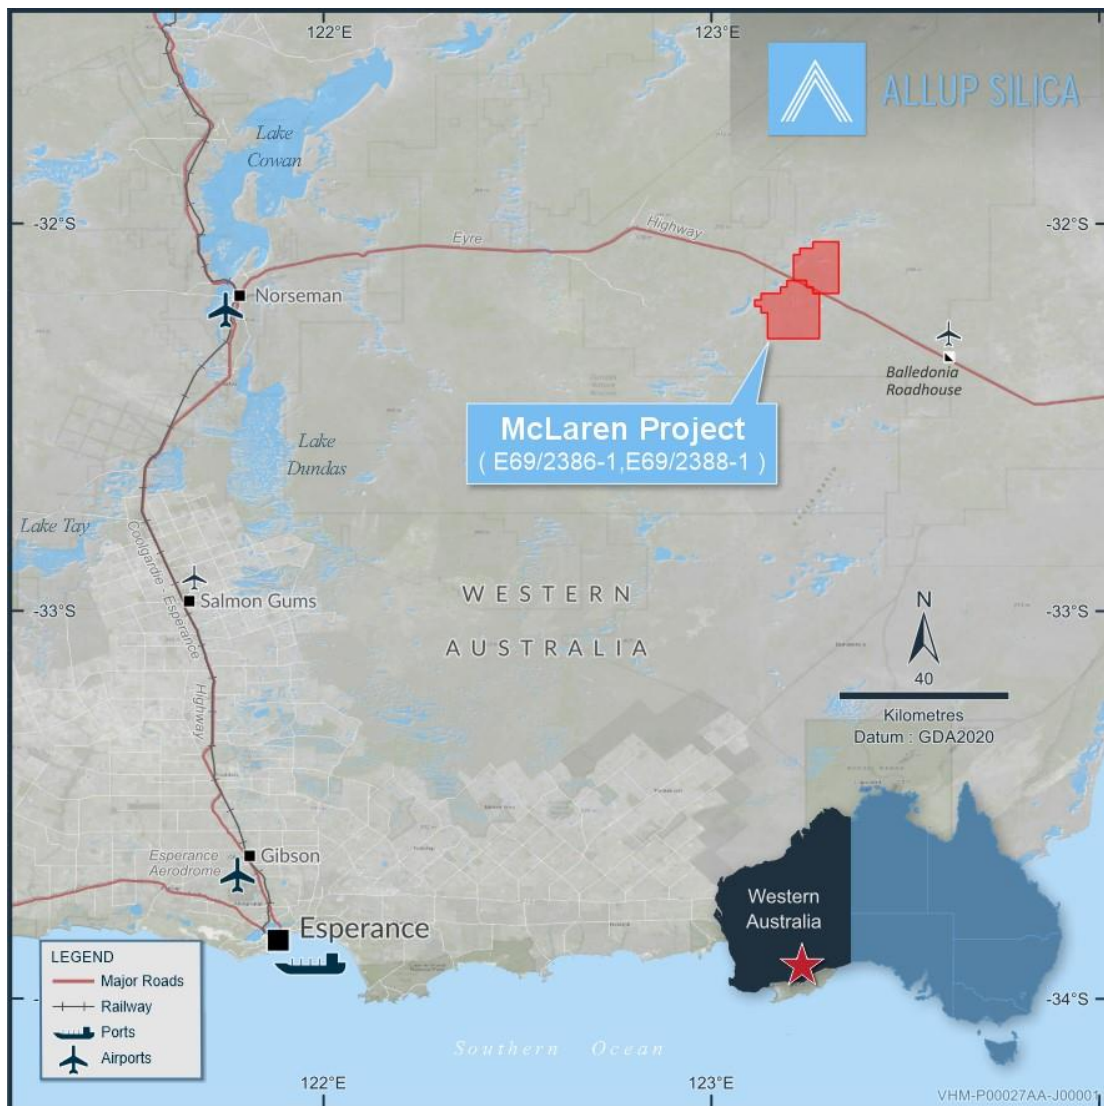 122°E
123°E
ALLUP SILICA
Lake
Cowan
-32°S
-32°S
Eyre
Highway
Norseman
Balledonia
Roadhouse
McLaren Project
( E69/2386-1,E69/2388-1 )
Lake
Dundas
Lake Tay
Coolgardie - Esperance
Highway
Salmon Gums
-33°S
-33°S
WESTERN
AUSTRALIA
N
40
Kilometres
Datum : GDA2020
Esperance
Aerodrome
Gibson
Esperance
Western
Australia
LEGEND
Major Roads
Railway
Ports
Airports
-34°S
Southern Ocean
122°E
123°E
VHM-P00027AA-J00001